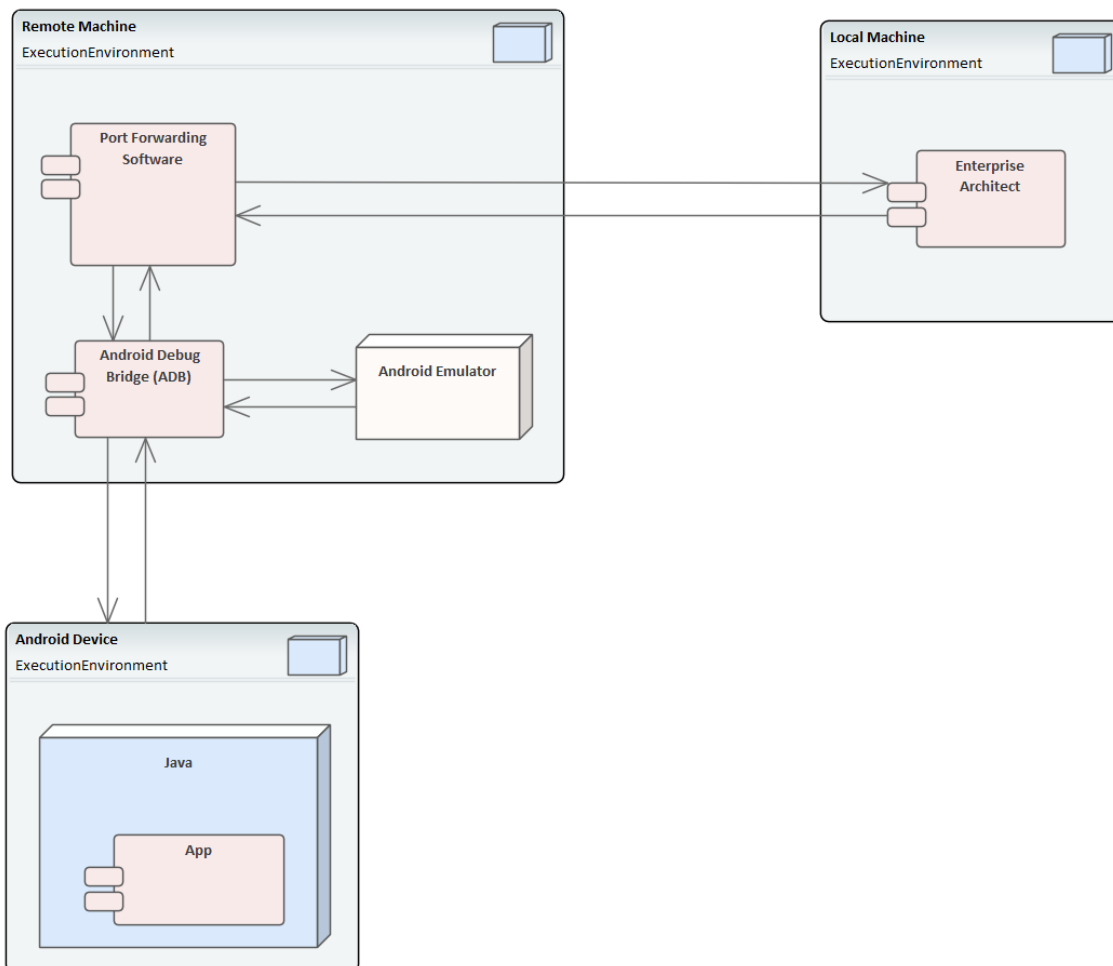 Remote Machine
ExecutionEnvironment
Port Forwarding
Software
Android Debug
Bridge (ADB)
Android Emulator
Local Machine
ExecutionEnvironment
Enterprise
Architect
Android Device
ExecutionEnvironment
Java
App